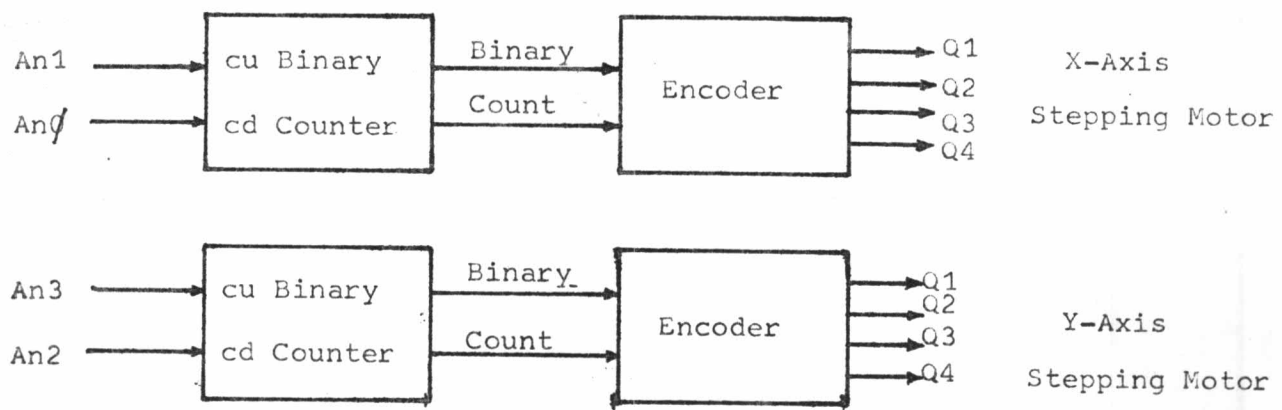 An1
cu Binary
Binary
Encoder
Q1
X-Axis
An0
cd Counter
Count
Q2
Stepping Motor
Q3
Q4
An3
cu Binary
Binary
Encoder
Q1
Q2
Y-Axis
An2
cd Counter
Count
Q3
Q4
Stepping Motor